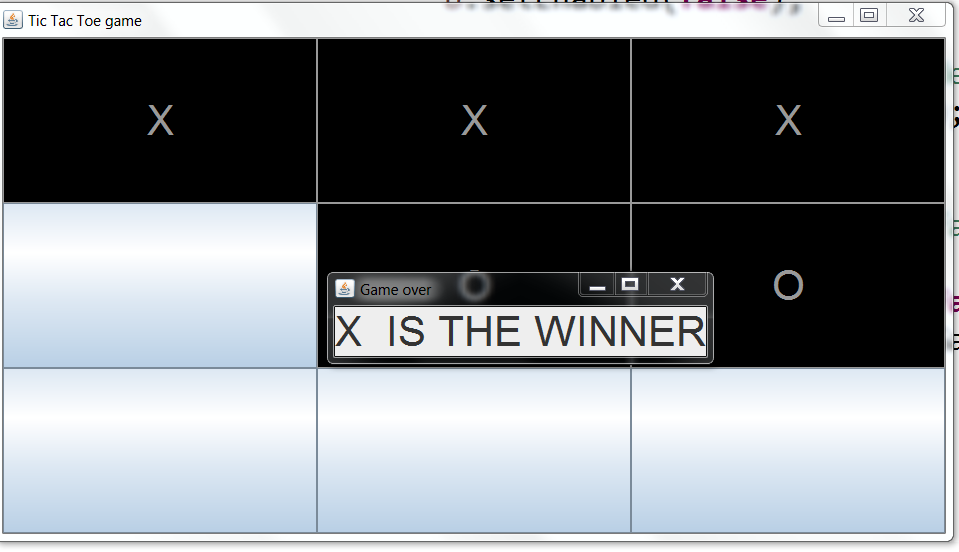 Tic Tac Toe game
X X X
O O
Game over
X  IS THE WINNER